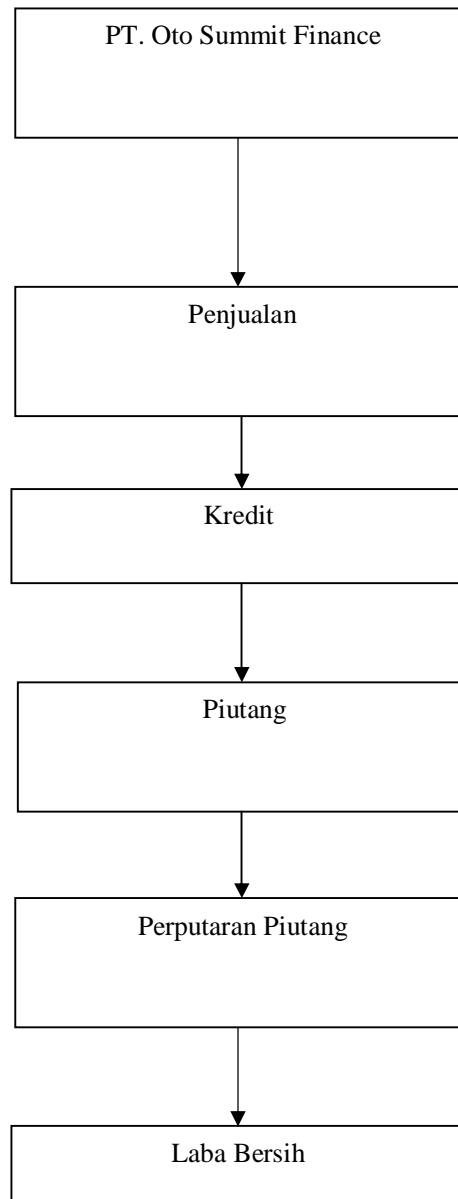 PT. Oto Summit Finance
Penjualan
Kredit
Piutang
Perputaran Piutang
Laba Bersih